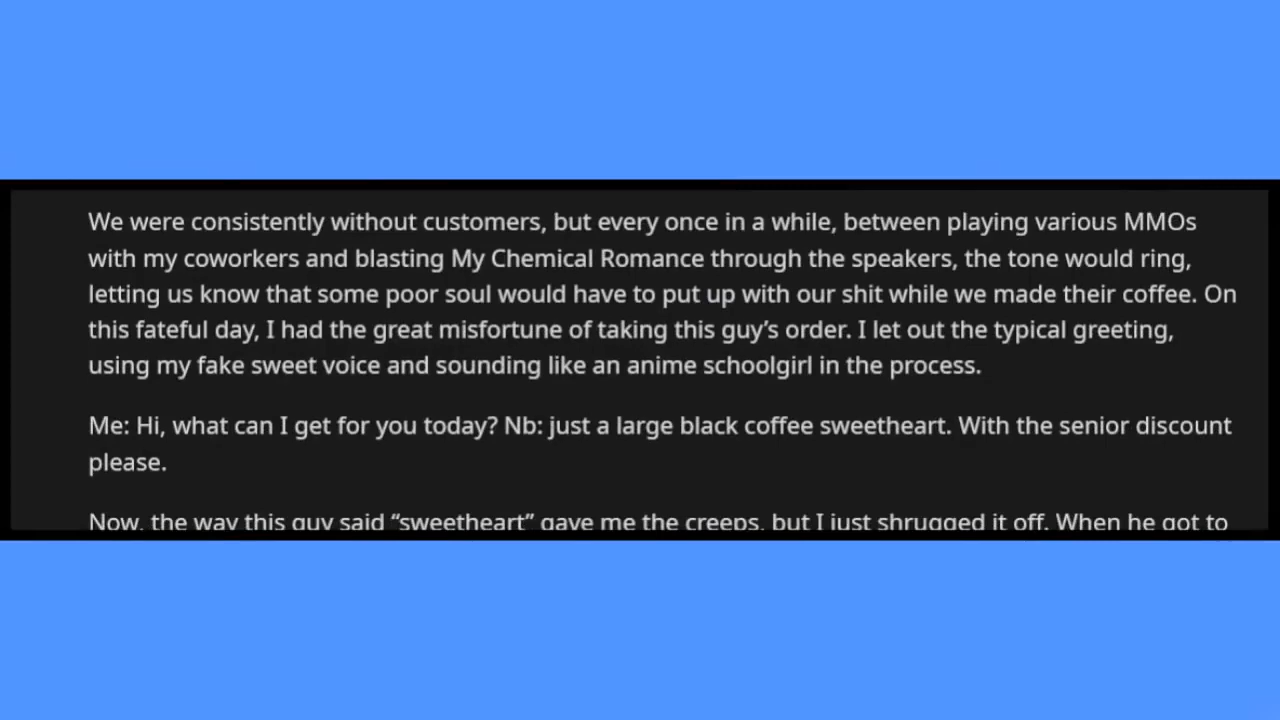 We were consistently without customers, but every once in a while, between playing various MMOs
with my coworkers and blasting My Chemical Romance through the speakers, the tone would ring,
letting us know that some poor soul would have to put up with our shit while we made their coffee. On
this fateful day, I had the great misfortune of taking this guy’s order. I let out the typical greeting,
using my fake sweet voice and sounding like an anime schoolgirl in the process.
Me: Hi, what can I get for you today? Nb: just a large black coffee sweetheart. With the senior discount
please.
Now, the way this guy said “sweetheart” gave me the creeps, but I just shrugged it off. When he got to